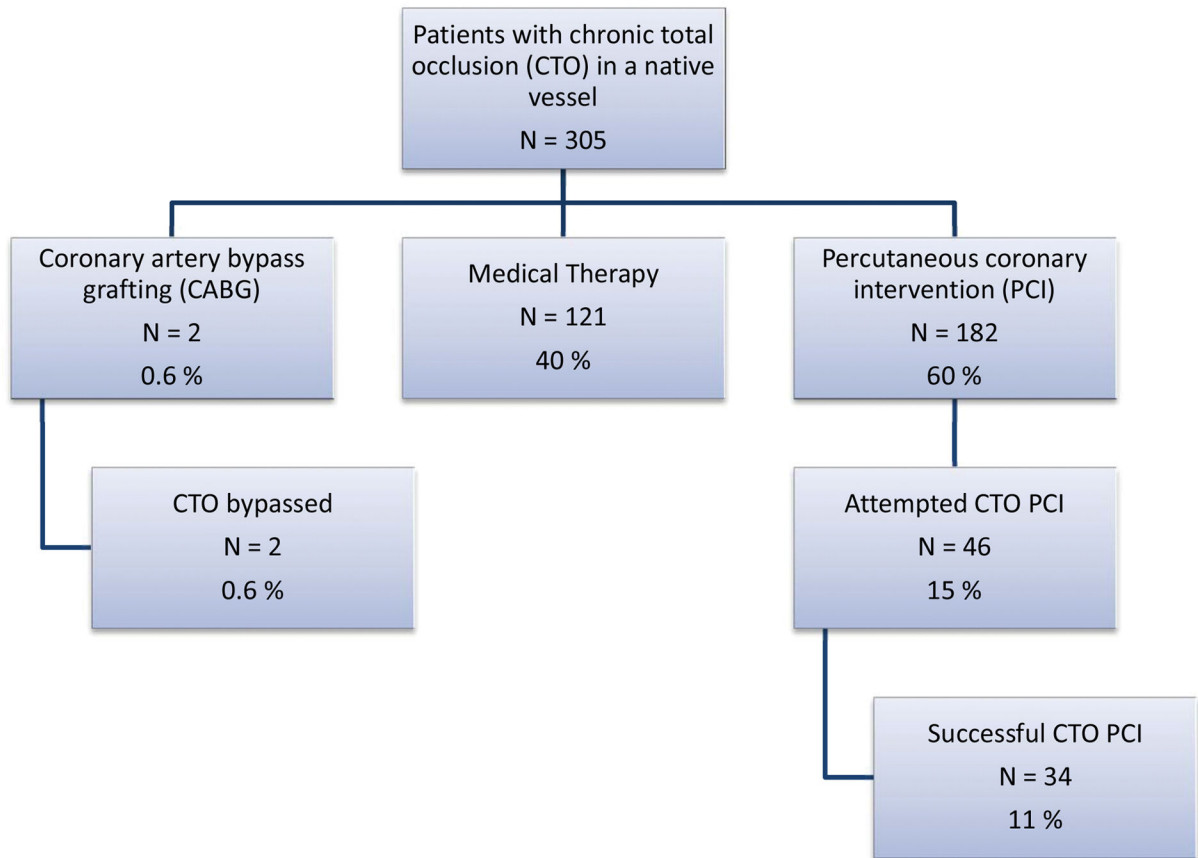 Patients with chronic total
occlusion (CTO) in a native
vessel
N = 305
Coronary artery bypass
grafting (CABG)
N = 2
0.6 %
Medical Therapy
N = 121
40 %
Percutaneous coronary
intervention (PCI)
N = 182
60 %
CTO bypassed
N = 2
0.6 %
Attempted CTO PCI
N = 46
15 %
Successful CTO PCI
N = 34
11 %